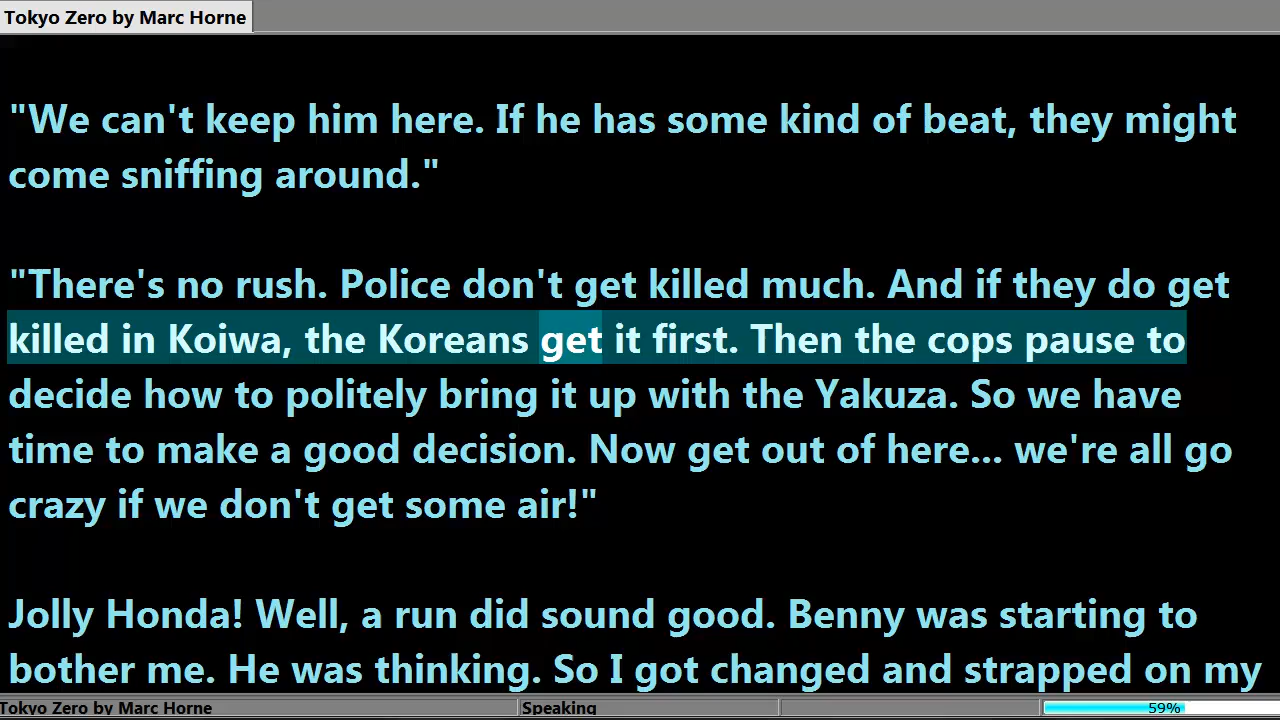 Tokyo Zero by Marc Horne
"We can't keep him here. If he has some kind of beat, they might
come sniffing around."
"There's no rush. Police don't get killed much. And if they do get
killed in Koiwa, the Koreans get it first. Then the cops pause to
decide how to politely bring it up with the Yakuza. So we have
time to make a good decision. Now get out of here... we're all go
crazy if we don't get some air!"
Jolly Honda! Well, a run did sound good. Benny was starting to
bother me. He was thinking. So I got changed and strapped on my
Tokyo Zero by Marc Horne Speaking 59%